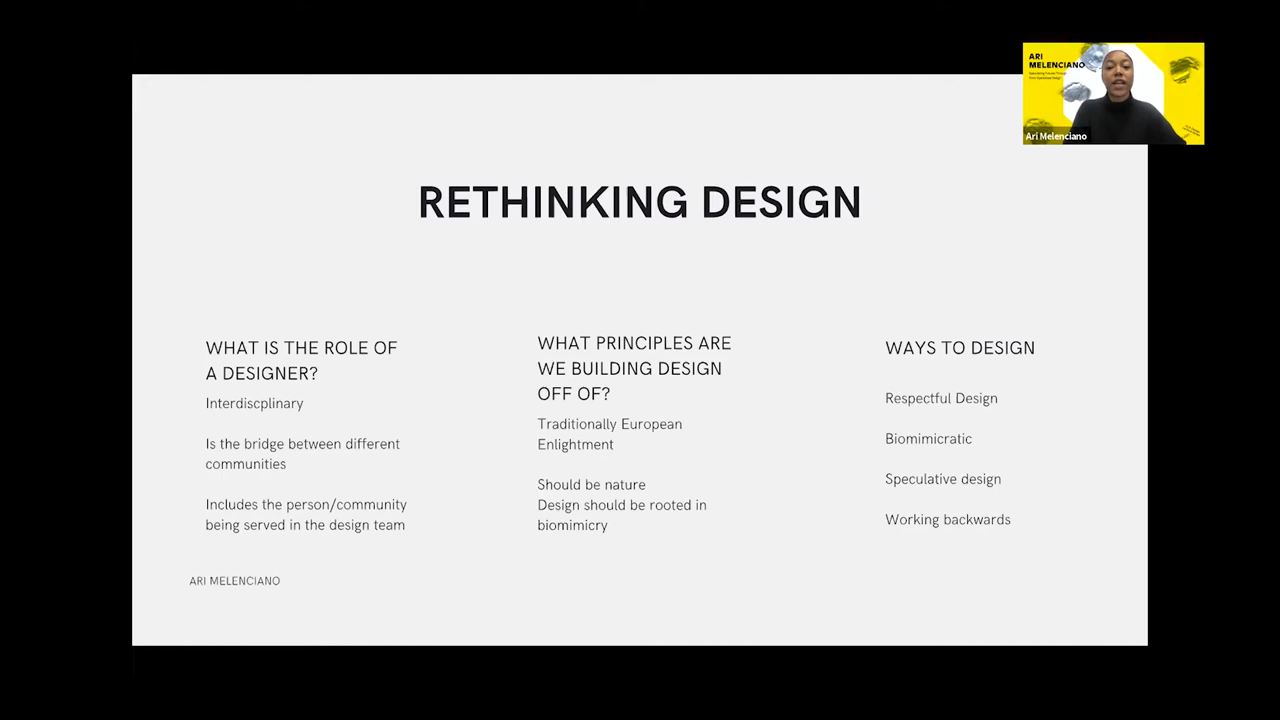 ARI
MELENCIANO
Ari Melenciano
RETHINKING DESIGN
WHAT IS THE ROLE OF
A DESIGNER?
Interdiscplinary
Is the bridge between different
communities
Includes the person/community
being served in the design team
WHAT PRINCIPLES ARE
WE BUILDING DESIGN
OFF OF?
Traditionally European
Enlightment
Should be nature
Design should be rooted in
biomimicry
WAYS TO DESIGN
Respectful Design
Biomimicratic
Speculative design
Working backwards
ARI MELENCIANO